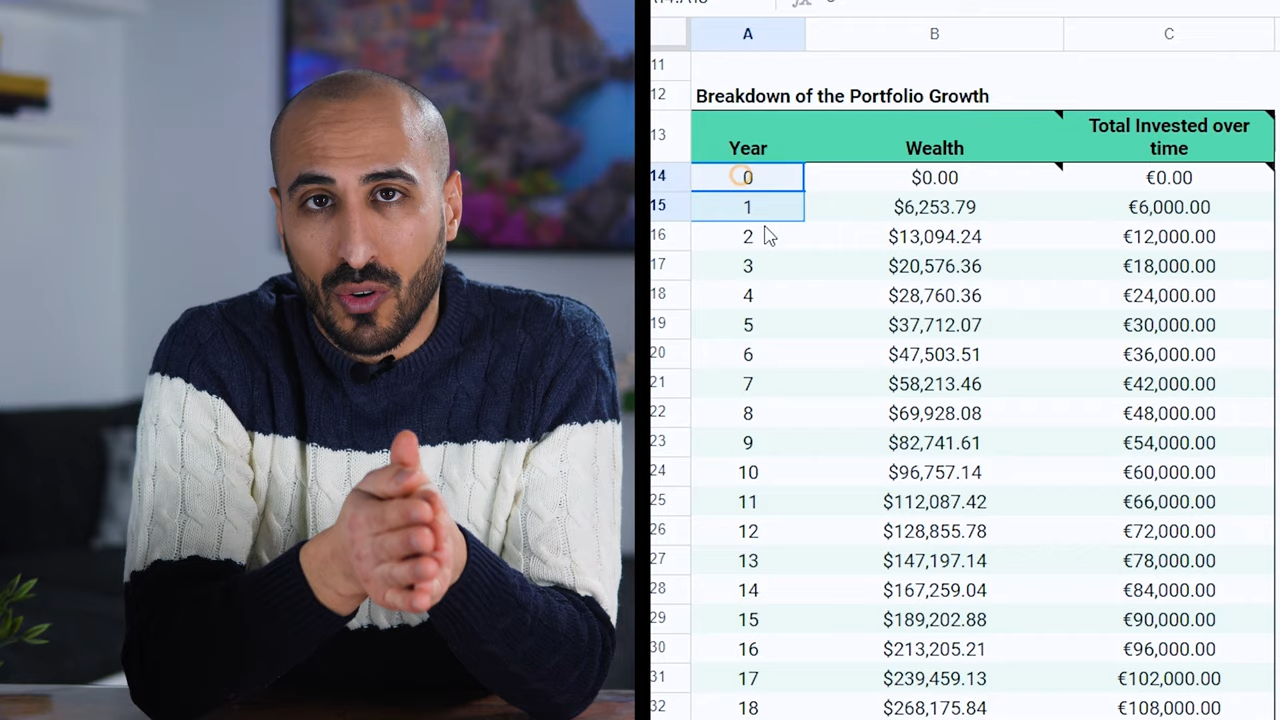 A B C
11
12 Breakdown of the Portfolio Growth
13 Year Wealth Total Invested over
time
14 0 $0.00 €0.00
15 1 $6,253.79 €6,000.00
16 2 $13,094.24 €12,000.00
17 3 $20,576.36 €18,000.00
18 4 $28,760.36 €24,000.00
19 5 $37,712.07 €30,000.00
20 6 $47,503.51 €36,000.00
21 7 $58,213.46 €42,000.00
22 8 $69,928.08 €48,000.00
23 9 $82,741.61 €54,000.00
24 10 $96,757.14 €60,000.00
25 11 $112,087.42 €66,000.00
26 12 $128,855.78 €72,000.00
27 13 $147,197.14 €78,000.00
28 14 $167,259.04 €84,000.00
29 15 $189,202.88 €90,000.00
30 16 $213,205.21 €96,000.00
31 17 $239,459.13 €102,000.00
32 18 $268,175.84 €108,000.00